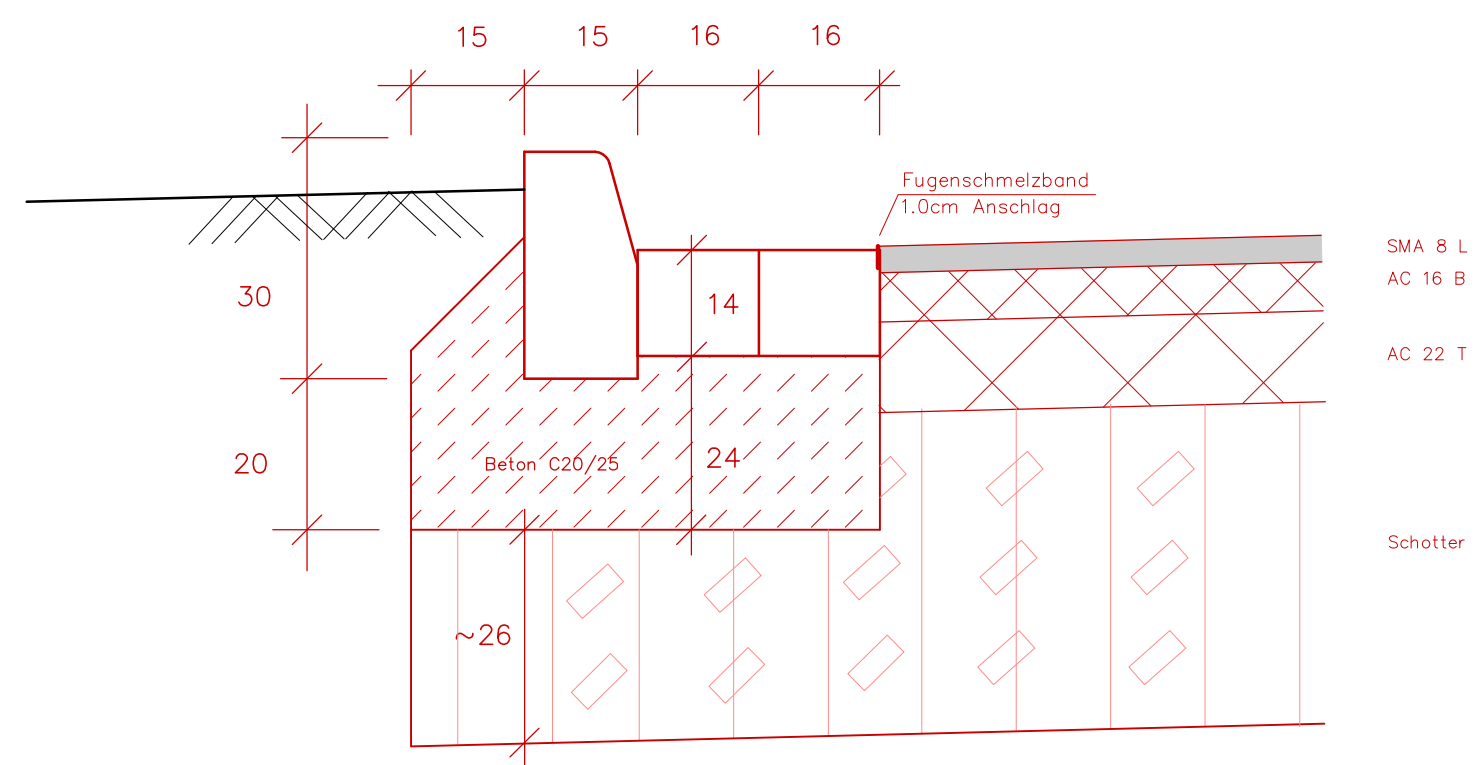 15
15
16
16
Fugenschmelzband
1.0cm Anschlag
SMA 8 L
AC 16 B
30
14
AC 22 T
20
Beton C20/25
24
Schotter
~26